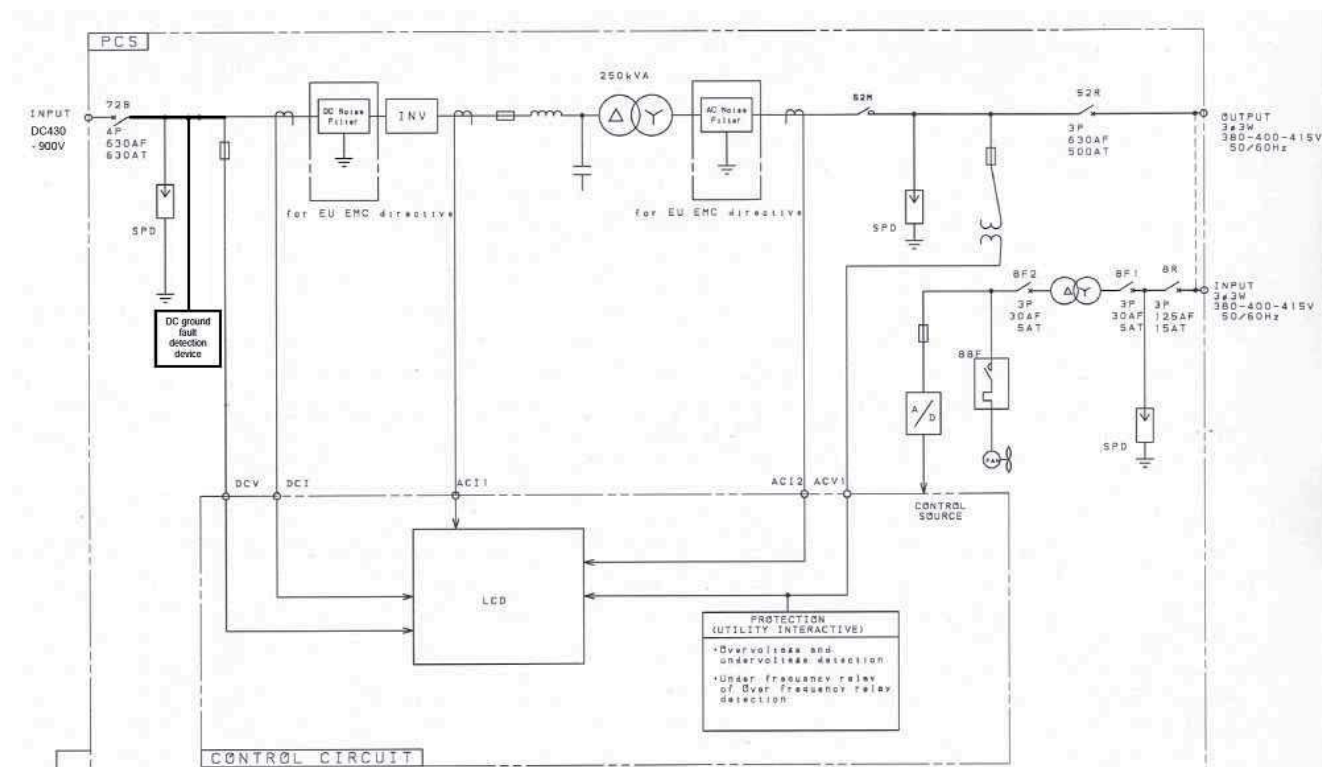 PCS
250kVA
INPUT
DC430
- 900V
72B
4P
630AF
630AT
DC Noise
Filter
INV
AC Noise
Filter
52M
52R
3P
630AF
500AT
OUTPUT
3ø3W
380-400-415V
50/60Hz
for EU EMC directive
for EU EMC directive
SPD
SPD
DC ground
fault
detection
device
8F2
3P
30AF
5AT
8F1
3P
30AF
5AT
8R
3P
125AF
15AT
INPUT
3ø3W
380-400-415V
50/60Hz
88F
A/D
FAN
SPD
DCV
DCI
ACI1
ACI2
ACV1
CONTROL
SOURCE
LCD
PROTECTION
(UTILITY INTERACTIVE)
•Overvoltage and
undervoltage detection
•Under frequency relay
of Over frequency relay
detection
CONTROL CIRCUIT